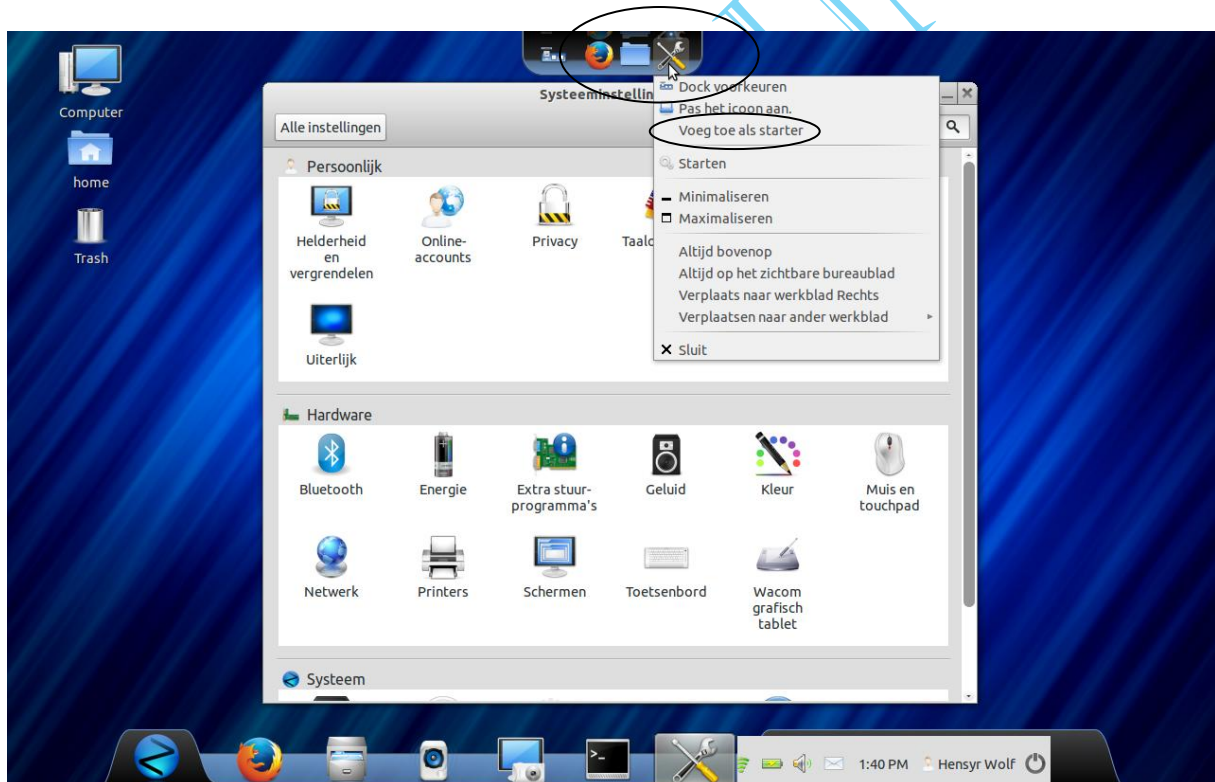 Computer
home
Trash
Systeeminstellin
Alle instellingen
Dock voorkeuren
Pas het icoon aan.
Voeg toe als starter
Starten
Minimaliseren
Maximaliseren
Altijd bovenop
Altijd op het zichtbare bureaublad
Verplaats naar werkblad Rechts
Verplaatsen naar ander werkblad
Sluit
Persoonlijk
Helderheid
en
vergrendelen
Online-
accounts
Privacy
Uiterlijk
Hardware
Bluetooth
Energie
Extra stuur-
programma's
Geluid
Kleur
Muis en
touchpad
Netwerk
Printers
Schermen
Toetsenbord
Wacom
grafisch
tablet
Systeem
1:40 PM Hensyr Wolf